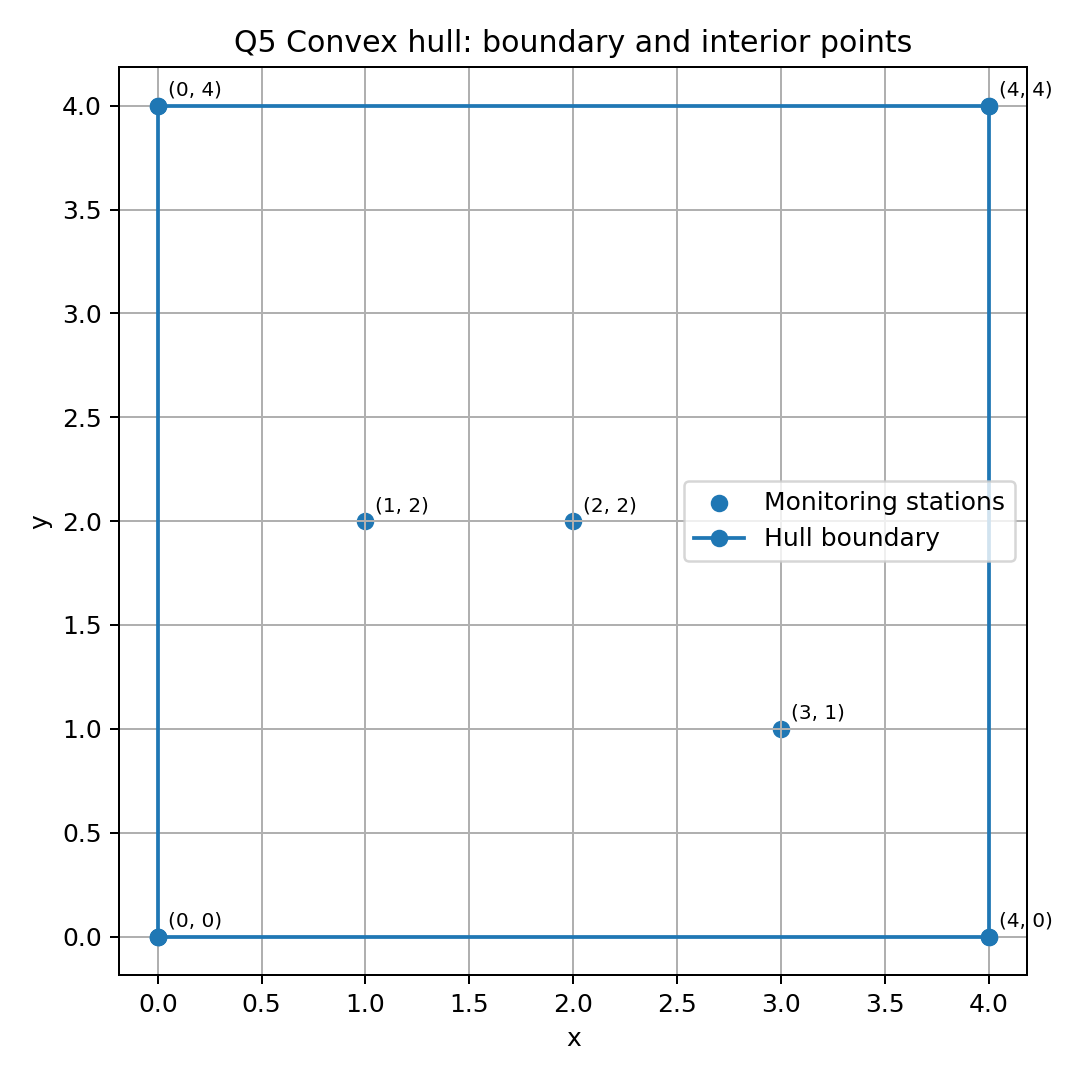 Q5 Convex hull: boundary and interior points
(0, 4)
(4, 4)
4.0
3.5
3.0
2.5
(1, 2)
(2, 2)
Monitoring stations
Hull boundary
2.0
y
1.5
(3, 1)
1.0
0.5
(0, 0)
(4, 0)
0.0
0.0 0.5 1.0 1.5 2.0 2.5 3.0 3.5 4.0
x